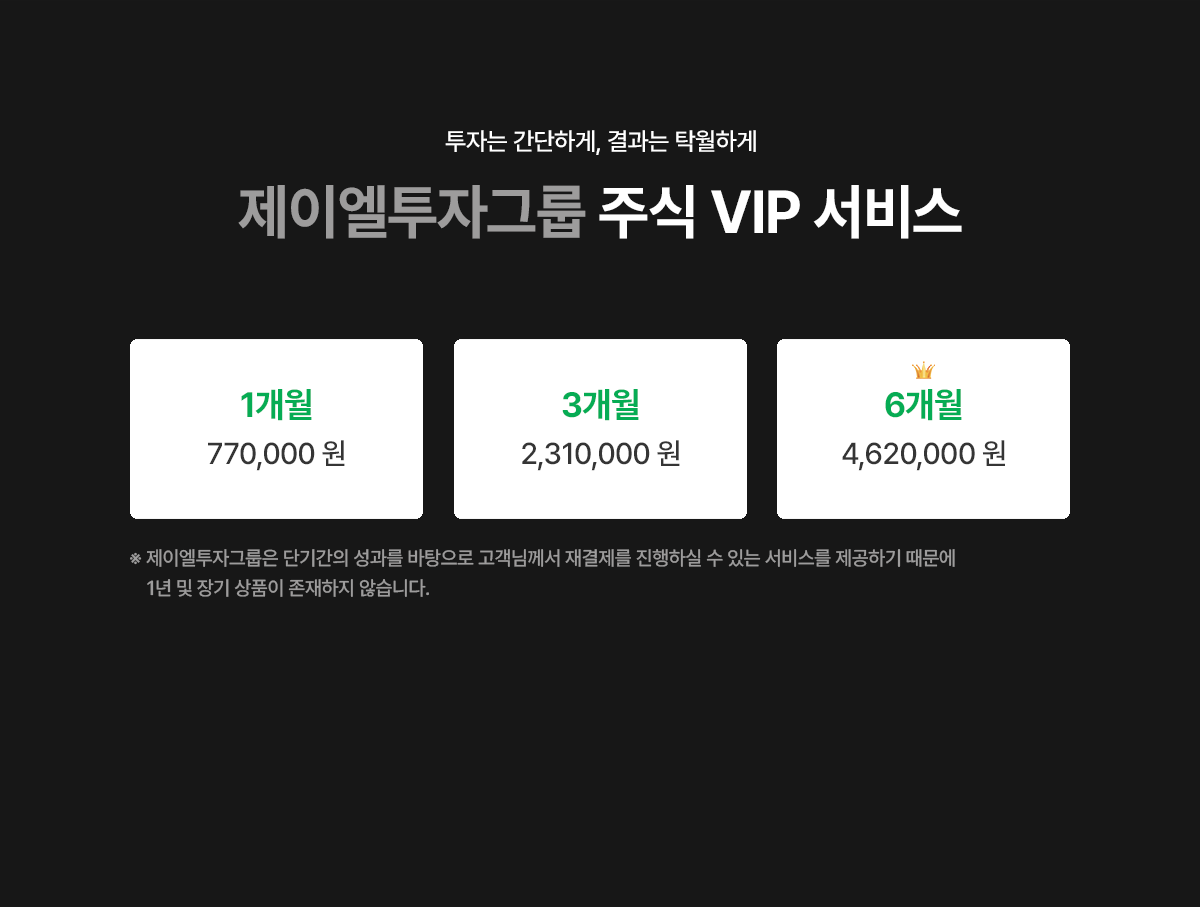 투자는 간단하게, 결과는 탁월하게
제이엘투자그룹 주식 VIP 서비스
1개월
770,000 원
3개월
2,310,000 원
6개월
4,620,000 원
※ 제이엘투자그룹은 단기간의 성과를 바탕으로 고객님께서 재결제를 진행하실 수 있는 서비스를 제공하기 때문에
1년 및 장기 상품이 존재하지 않습니다.